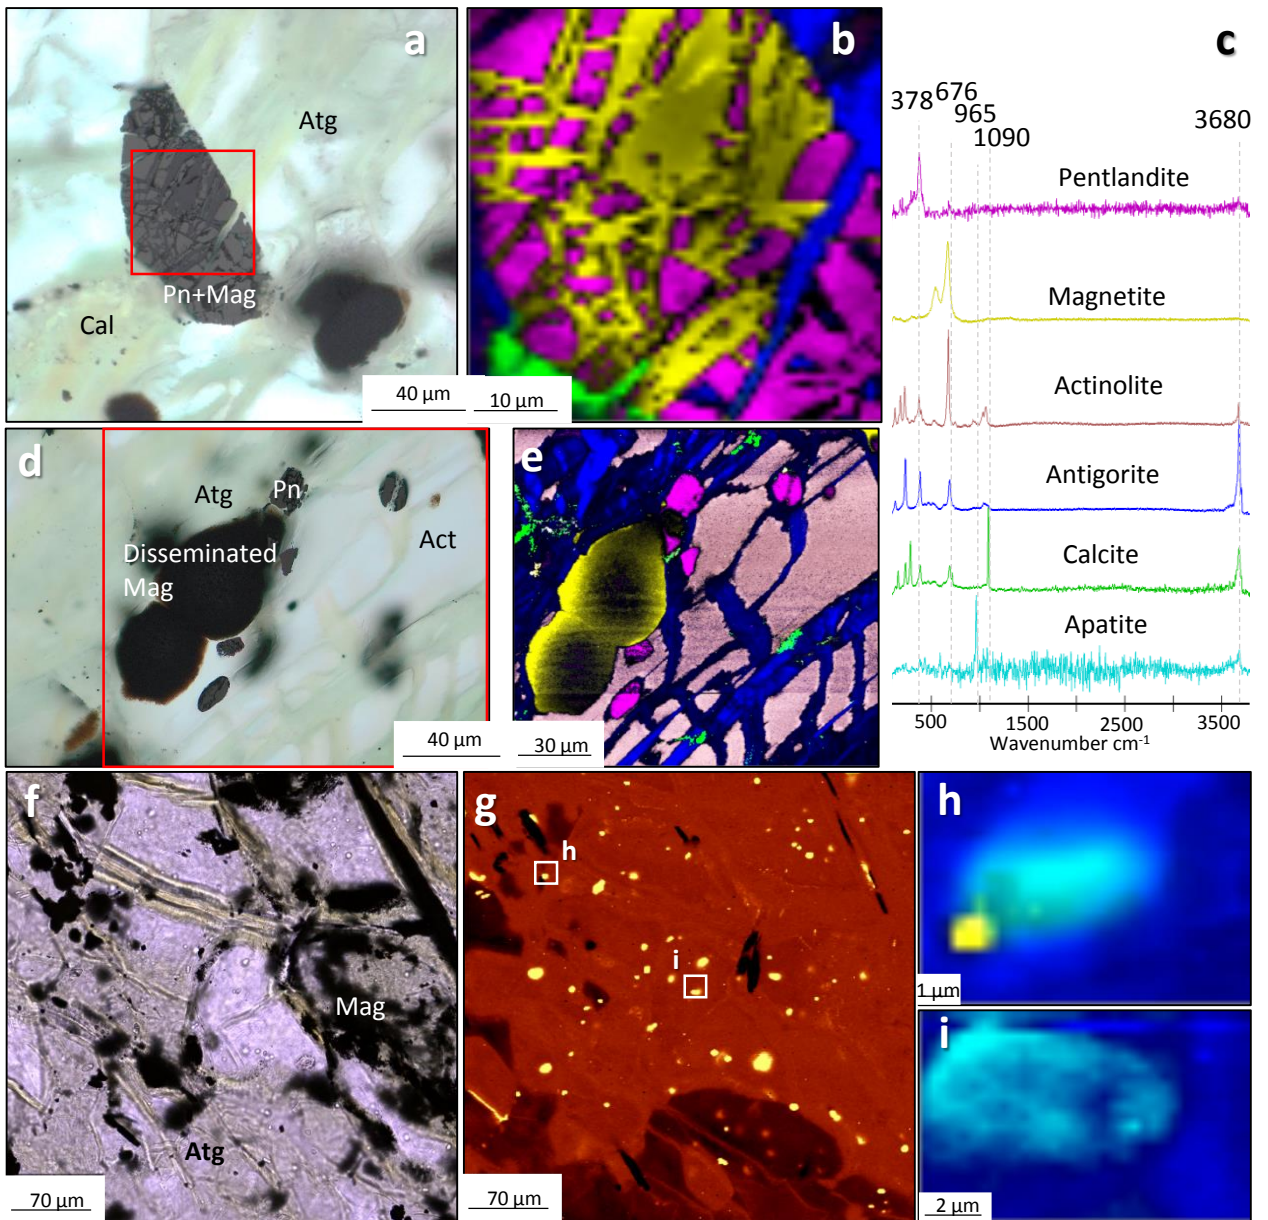 a
Atg
Pn+Mag
Cal
40 µm
b
10 µm
c
378
676
965
1090
3680
Pentlandite
Magnetite
Actinolite
Antigorite
Calcite
Apatite
500
1500
2500
3500
Wavenumber cm-1
d
Atg
Pn
Disseminated
Mag
Act
40 µm
e
30 µm
f
Mag
Atg
70 µm
g
h
i
70 µm
h
1 µm
i
2 µm